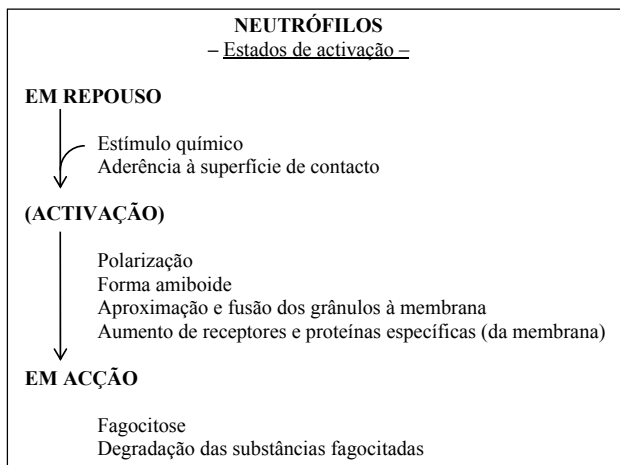 NEUTRÓFILOS
– Estados de activação –
EM REPOUSO
Estímulo químico
Aderência à superfície de contacto
(ACTIVAÇÃO)
Polarização
Forma amiboide
Aproximação e fusão dos grânulos à membrana
Aumento de receptores e proteínas específicas (da membrana)
EM ACÇÃO
Fagocitose
Degradação das substâncias fagocitadas